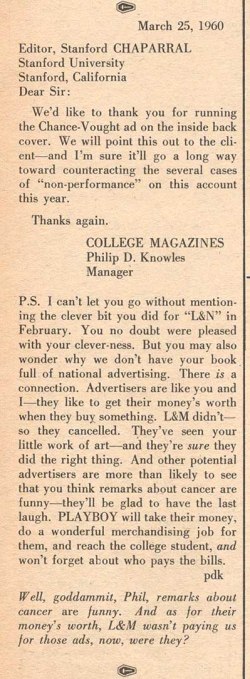 March 25, 1960
Editor, Stanford CHAPARRAL
Stanford University
Stanford, California
Dear Sir:
We'd like to thank you for running
the Chance-Vought ad on the inside back
cover. We will point this out to the cli-
ent—and I'm sure it'll go a long way
toward counteracting the several cases
of "non-performance" on this account
this year.
Thanks again.
COLLEGE MAGAZINES
Philip D. Knowles
Manager
P.S. I can't let you go without mention-
ing the clever bit you did for "L&N" in
February. You no doubt were pleased
with your clever-ness. But you may also
wonder why we don't have your book
full of national advertising. There is a
connection. Advertisers are like you and
I—they like to get their money's worth
when they buy something. L&M didn't—
so they cancelled. They've seen your
little work of art—and they're sure they
did the right thing. And other potential
advertisers are more than likely to see
that you think remarks about cancer are
funny—they'll be glad to have the last
laugh. PLAYBOY will take their money,
do a wonderful merchandising job for
them, and reach the college student, and
won't forget about who pays the bills.
pdk
Well, goddammit, Phil, remarks about
cancer are funny. And as for their
money's worth, L&M wasn't paying us
for those ads, now, were they?